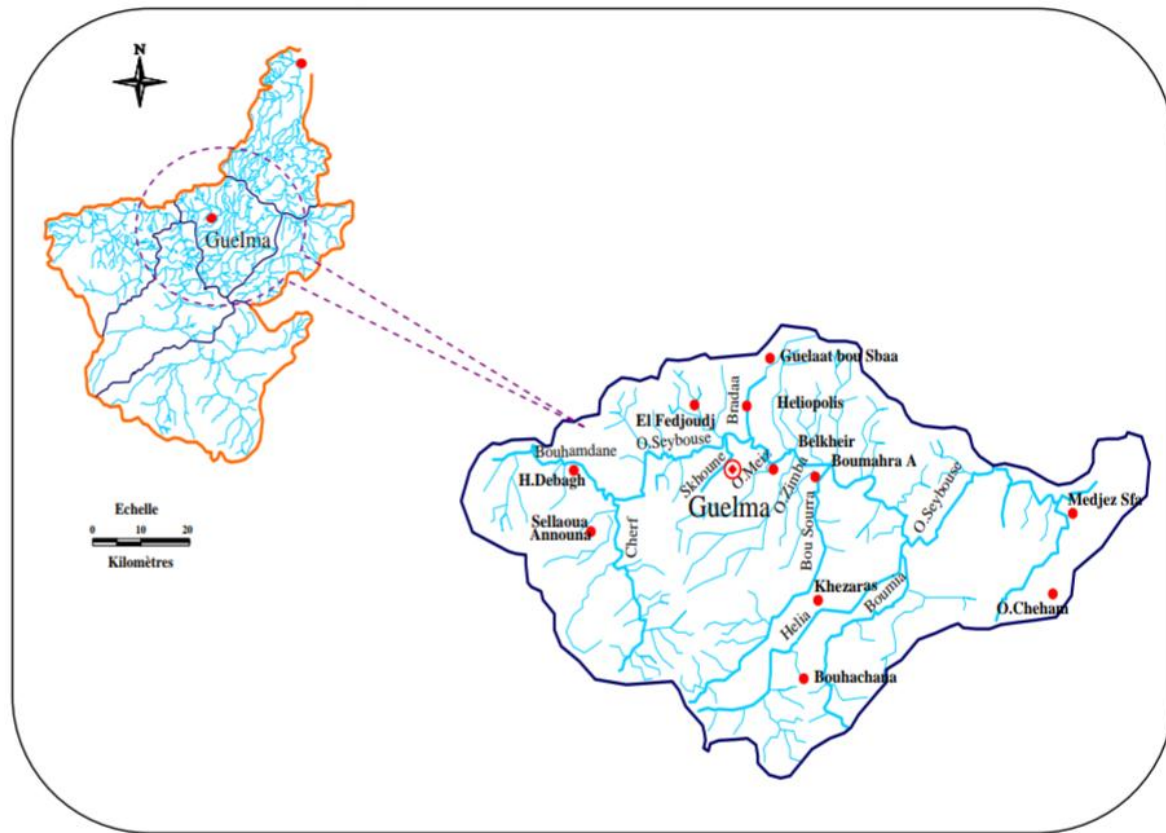 N
Guelma
Echelle
0 10 20
Kilomètres
Guelaat bou Sbaa
Bradaa
Heliopolis
El Fedjoudj
O.Seybouse
Belkheir
Bouhamdane
Skhoune
O.Meiz
O.Zimba
Boumahra A
H.Debagh
Guelma
O.Seybouse
Medjez Sfa
Sellaoua
Announa
Cherf
Bou Sourra
Khezaras
Boumia
O.Cheham
Helia
Bouhachana